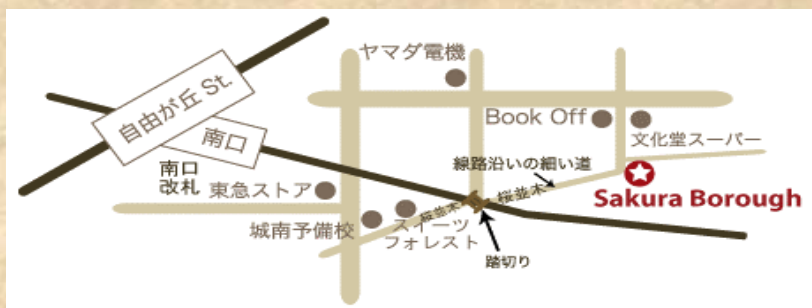 自由が丘 St.
南口
南口
改札
東急ストア
城南予備校
桜並木
スイーツ
フォレスト
ヤマダ電機
Book Off
文化堂スーパー
線路沿いの細い道
桜並木
踏切り
Sakura Borough